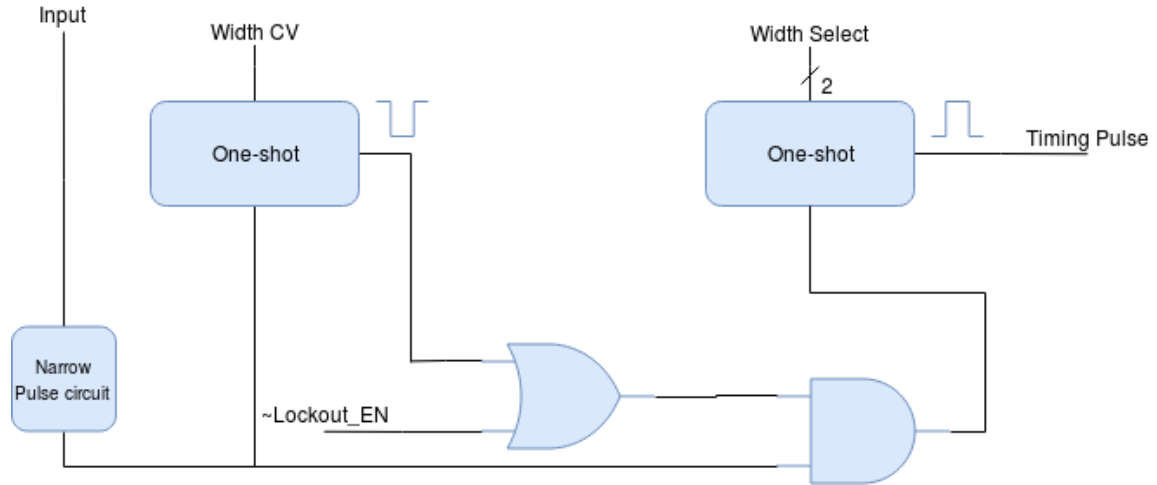 Input
Width CV
Width Select
2
One-shot
One-shot
Timing Pulse
Narrow
Pulse circuit
~Lockout_EN